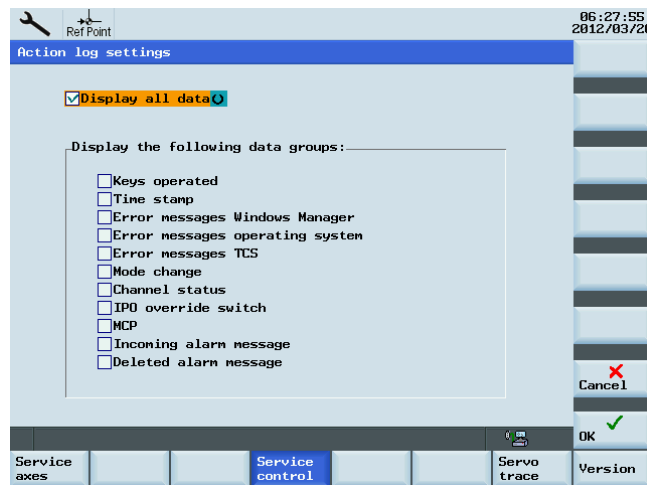 06:27:55
Ref Point
2012/03/20
Action log settings
Display all data
Display the following data groups:
Keys operated
Time stamp
Error messages Windows Manager
Error messages operating system
Error messages TCS
Mode change
Channel status
IPO override switch
MCP
Incoming alarm message
Deleted alarm message
Cancel
OK
Service axes
Service control
Servo trace
Version